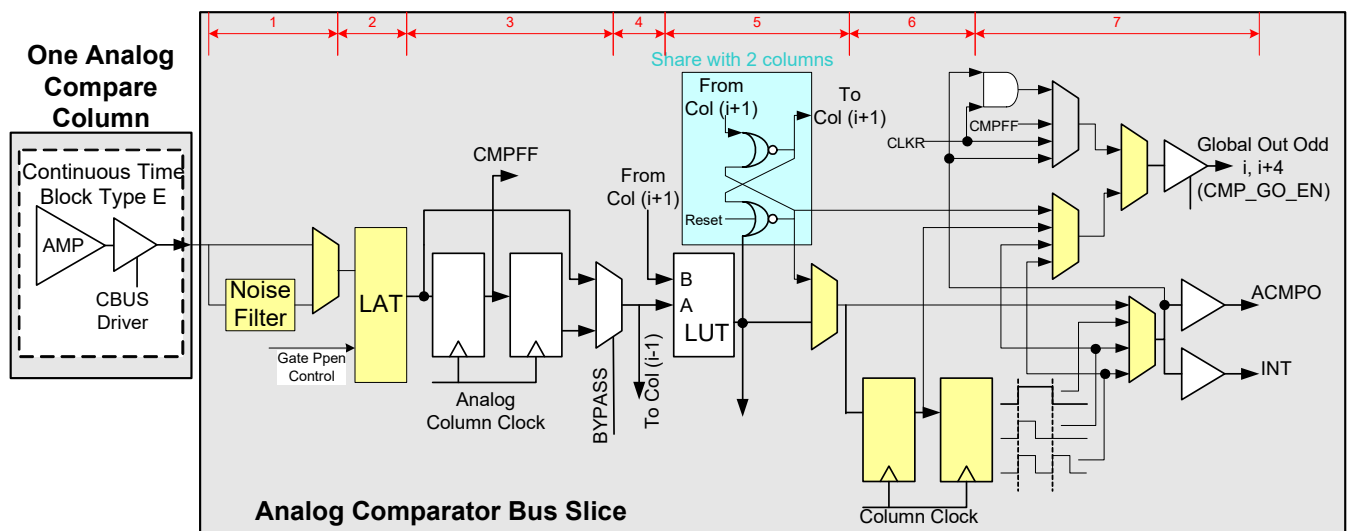 1 2 3 4 5 6 7
One Analog
Compare
Column
Continuous Time
Block Type E
AMP
CBUS
Driver
Noise
Filter
LAT
Gate Ppen
Control
CMPFF
Analog
Column Clock
BYPASS
From
Col (i+1)
To Col (i-1)
Share with 2 columns
From
Col (i+1)
To
Col (i+1)
Reset
B
A
LUT
CLKR
CMPFF
Global Out Odd
i, i+4
(CMP_GO_EN)
ACMPO
INT
Column Clock
Analog Comparator Bus Slice